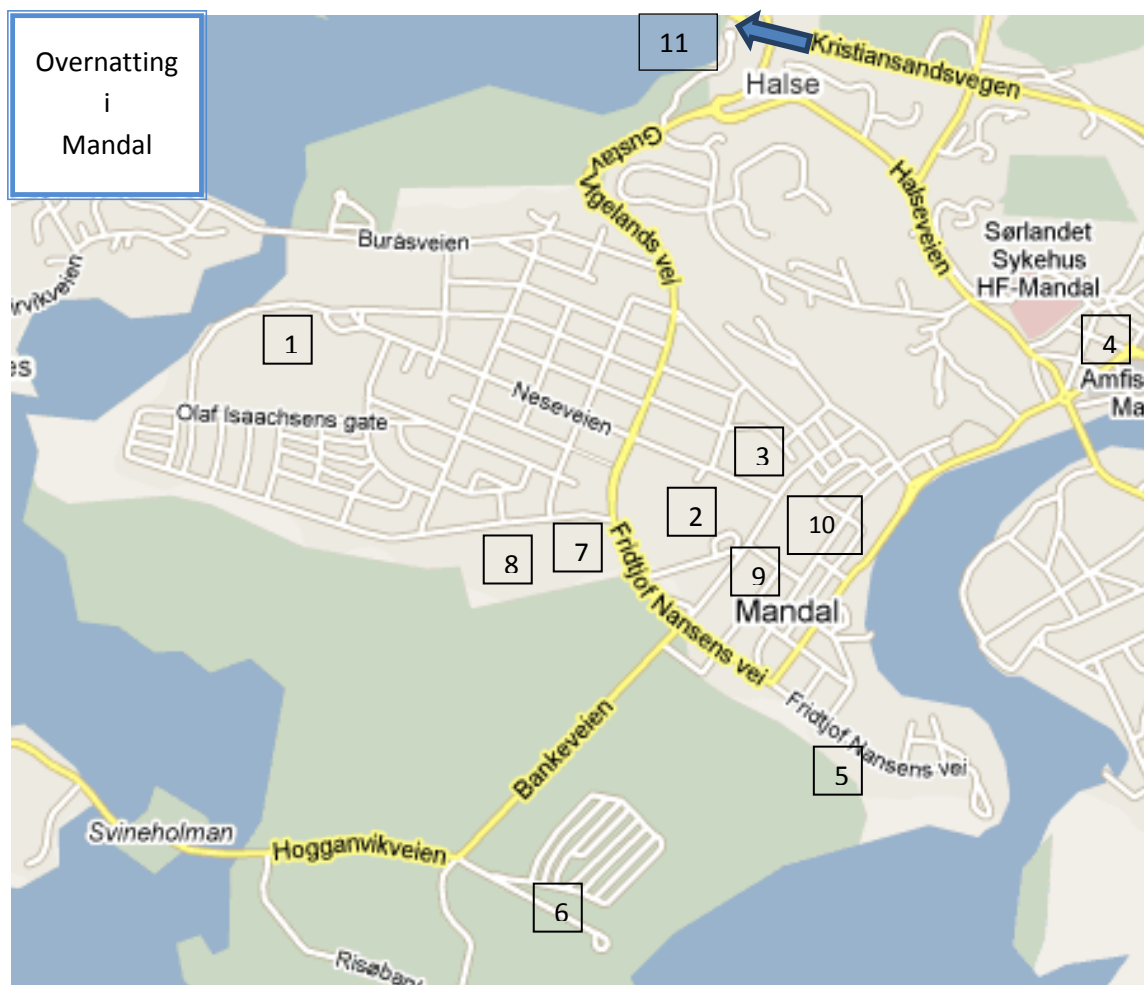 Overnatting
i
Mandal
11
Kristiansandsvegen
Halse
Gustav
Vigelands vei
Halseveien
Buråsveien
Sørlandet
Sykehus
HF-Mandal
1
4
Neseveien
Olaf Isaachsens gate
3
2
10
7
8
9
Mandal
Fridtjof Nansens vei
Fridtjof Nansens vei
5
Bankeveien
Svineholman
Hogganvikveien
6